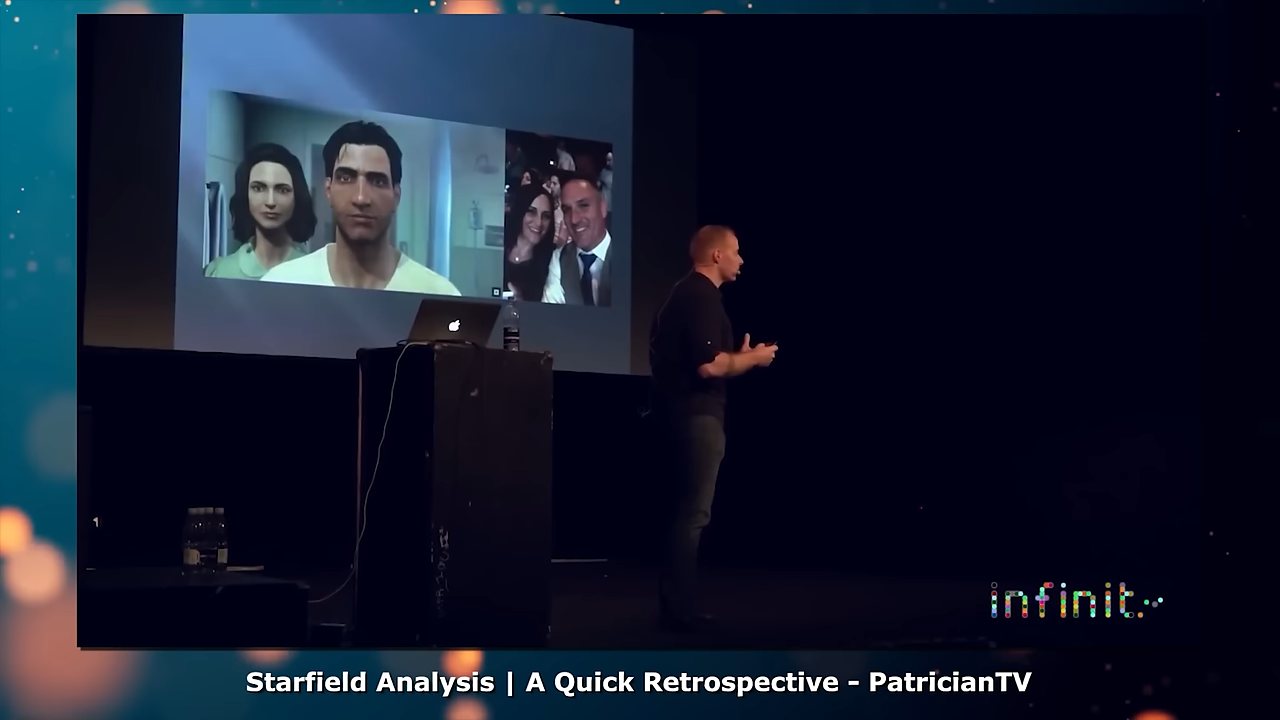 infinit
Starfield Analysis | A Quick Retrospective - PatricianTV